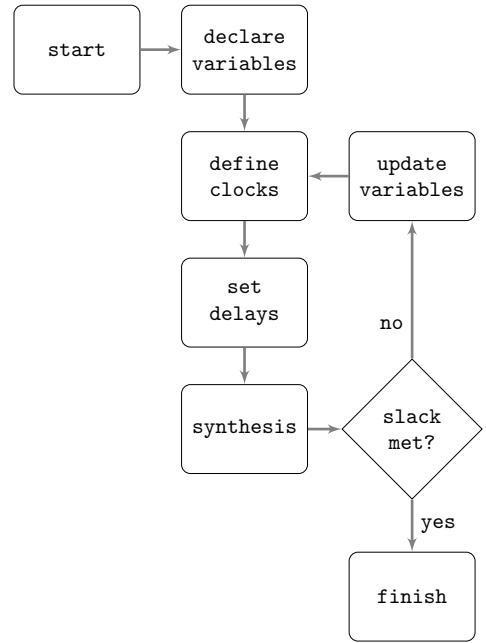 start
declare
variables
define
clocks
update
variables
set
delays
no
synthesis
slack
met?
yes
finish